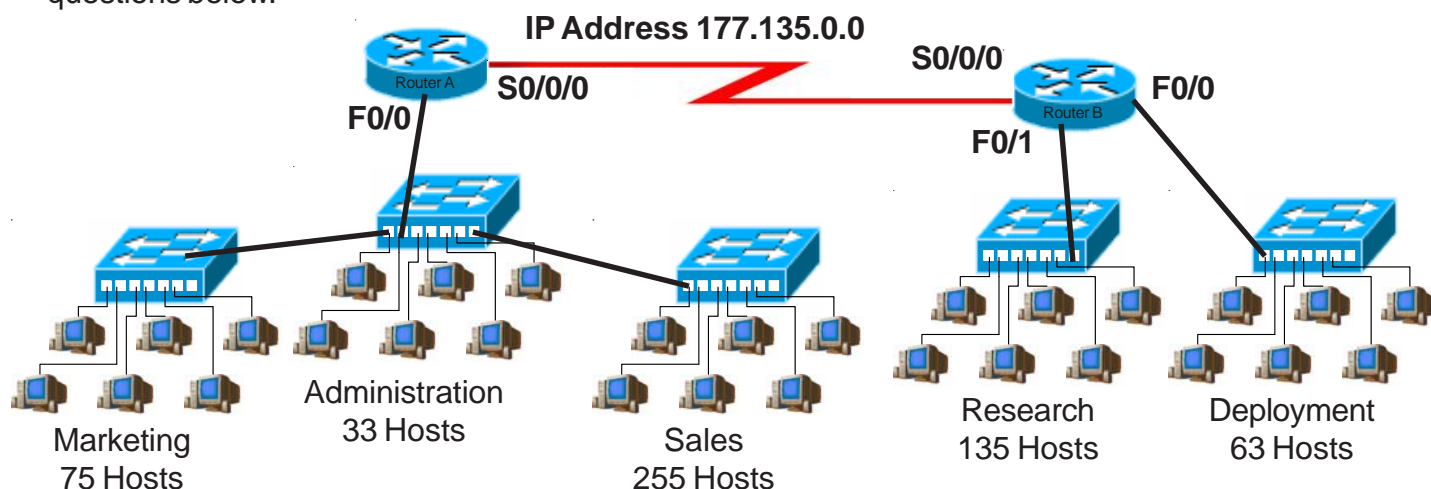 questions below.
IP Address 177.135.0.0
Router A
S0/0/0
F0/0
S0/0/0
F0/0
Router B
F0/1
Administration
33 Hosts
Marketing
75 Hosts
Sales
255 Hosts
Research
135 Hosts
Deployment
63 Hosts